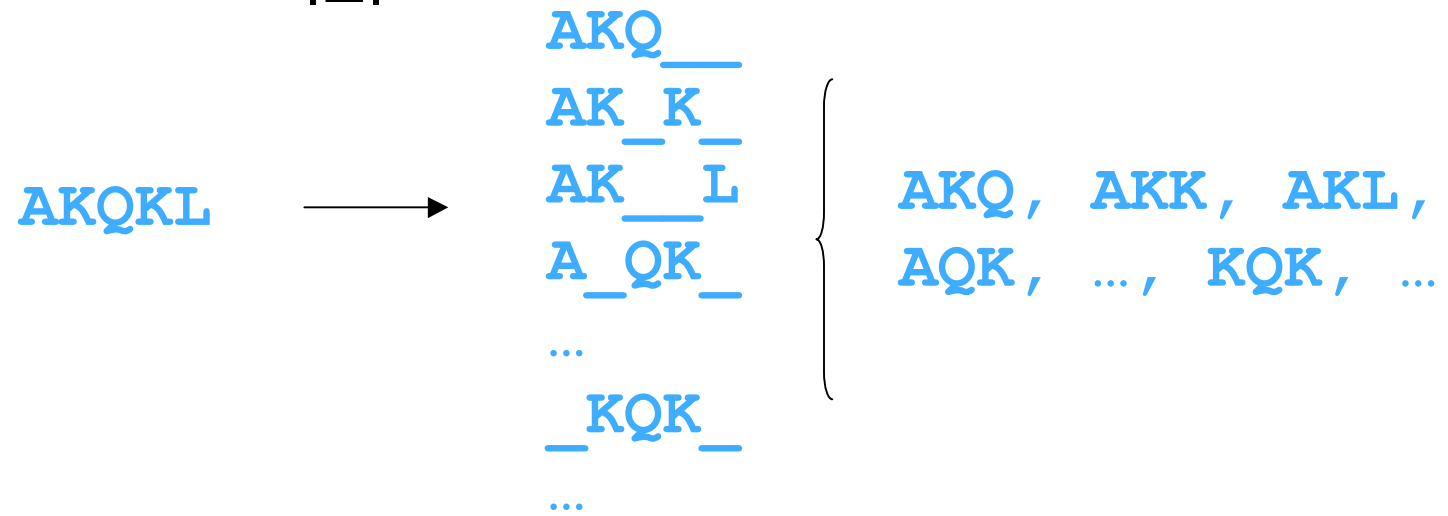 AKQKL
AKQ__
AK_K_
AK__L
A_QK_
…
_KQK_
…
AKQ, AKK, AKL,
AQK, …, KQK, …